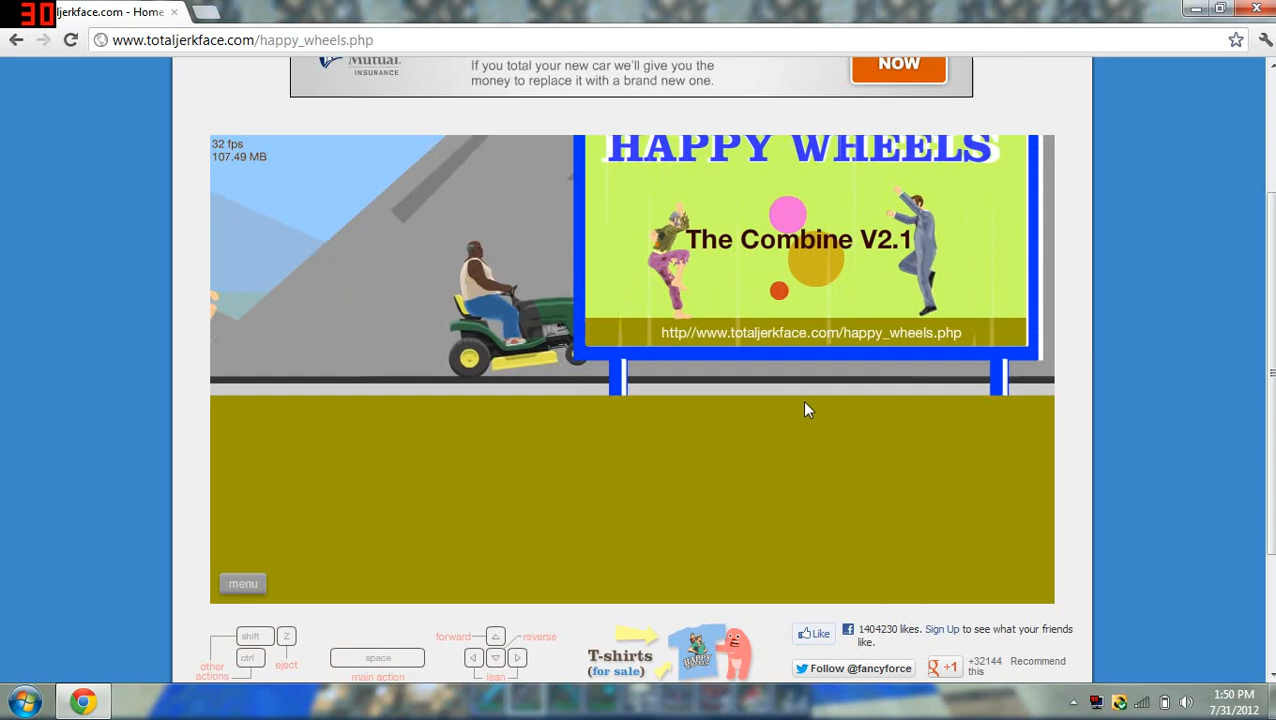 30
ljerkface.com - Home
www.totaljerkface.com/happy_wheels.php
Mutual.
INSURANCE
If you total your new car we'll give you the
money to replace it with a brand new one.
NOW
32 fps
107.49 MB
HAPPY WHEELS
The Combine V2.1
http//www.totaljerkface.com/happy_wheels.php
menu
shift
Z
ctrl
eject
other
actions
space
main action
forward
reverse
lean
T-shirts
(for sale)
HAPPY
Like
1404230 likes. Sign Up to see what your friends
like.
Follow @fancyforce
g +1
+32144
Recommend
this
1:50 PM
7/31/2012